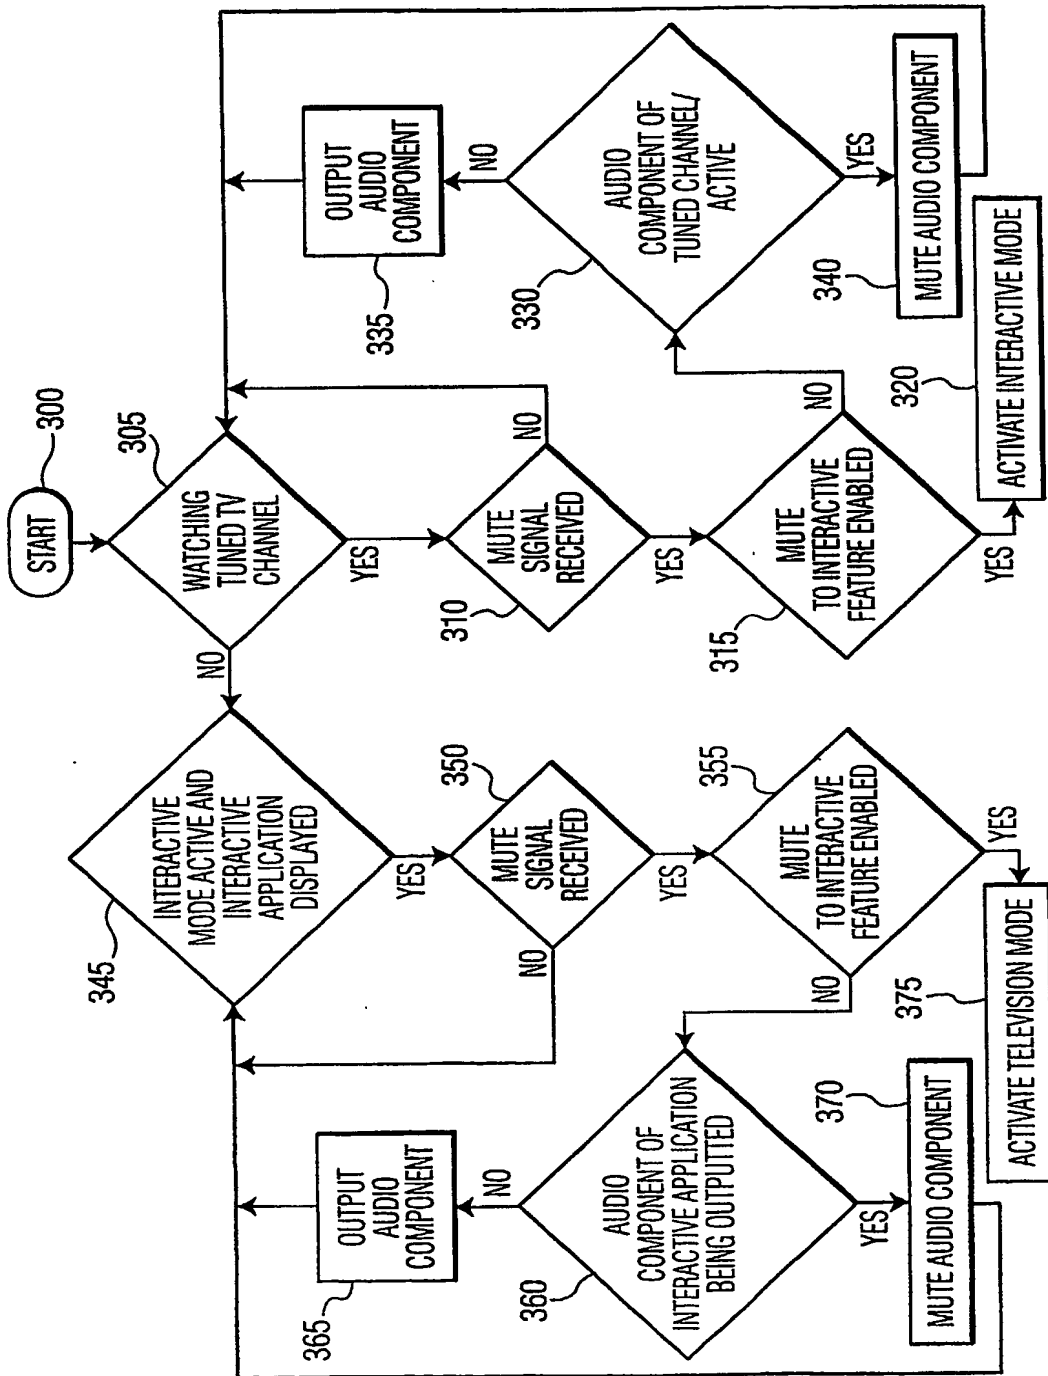 START
300
WATCHING
TUNED TV
CHANNEL
305
NO
YES
MUTE
SIGNAL
RECEIVED
310
NO
YES
MUTE
TO INTERACTIVE
FEATURE ENABLED
315
NO
YES
ACTIVATE INTERACTIVE MODE
320
AUDIO
COMPONENT OF
TUNED CHANNEL/
ACTIVE
330
NO
YES
OUTPUT
AUDIO
COMPONENT
335
MUTE AUDIO COMPONENT
340
INTERACTIVE
MODE ACTIVE AND
INTERACTIVE
APPLICATION
DISPLAYED
345
YES
MUTE
SIGNAL
RECEIVED
350
NO
YES
MUTE
TO INTERACTIVE
FEATURE ENABLED
355
NO
YES
AUDIO
COMPONENT OF
INTERACTIVE APPLICATION
BEING OUTPUTTED
360
NO
YES
OUTPUT
AUDIO
COMPONENT
365
MUTE AUDIO COMPONENT
370
ACTIVATE TELEVISION MODE
375